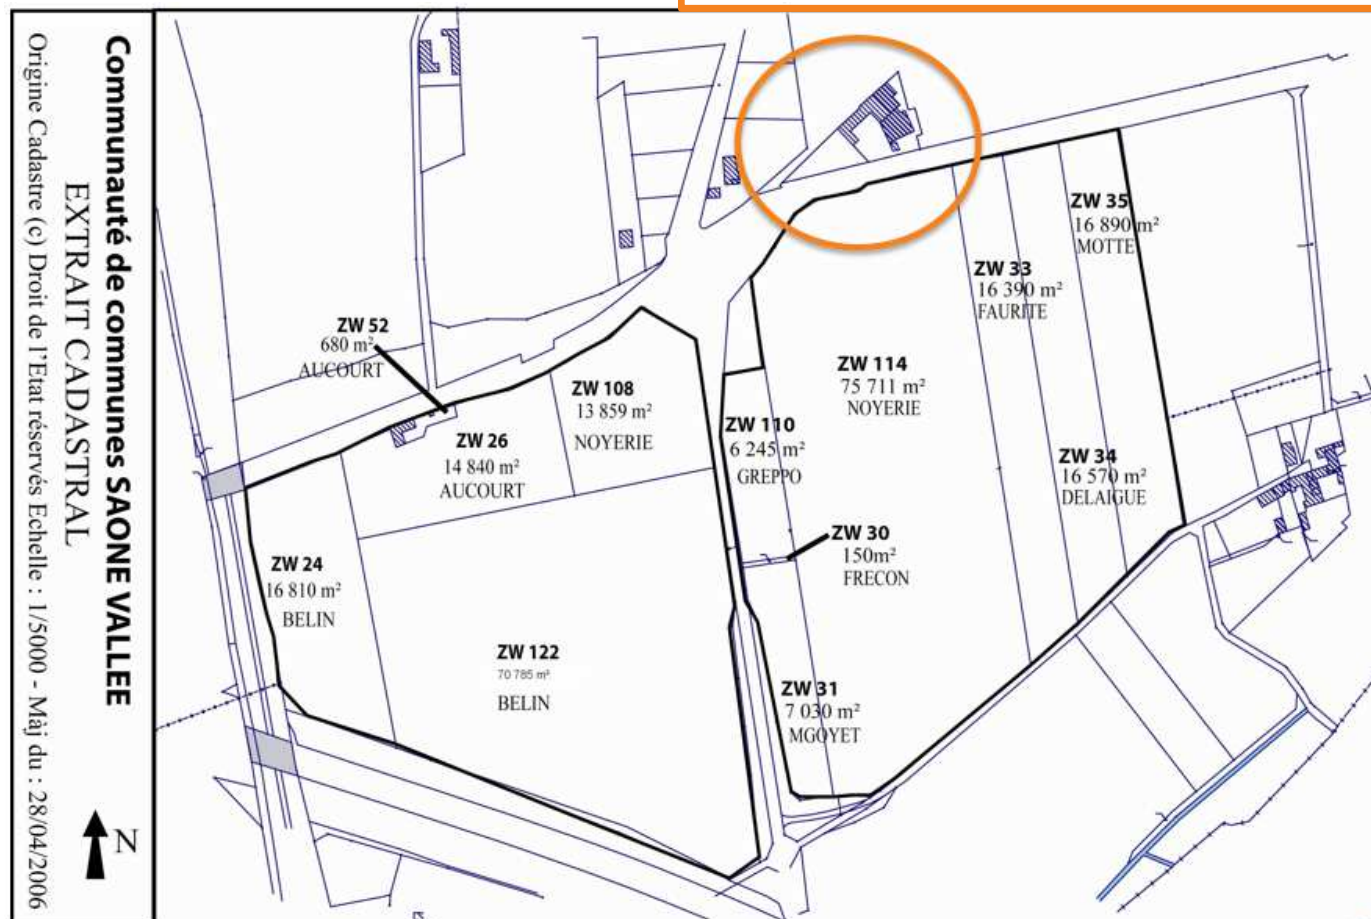 Communauté de communes SAONE VALLEE
EXTRAIT CADASTRAL
Origine Cadastre (c) Droit de l'Etat réservés Echelle : 1/5000 - Màj du : 28/04/2006
N
ZW 52
680 m²
AUCOURT
ZW 108
13 859 m²
NOYERIE
ZW 26
14 840 m²
AUCOURT
ZW 24
16 810 m²
BELIN
ZW 122
70 785 m²
BELIN
ZW 35
16 890 m²
MOTTE
ZW 33
16 390 m²
FAURITE
ZW 114
75 711 m²
NOYERIE
ZW 110
6 245 m²
GREPPO
ZW 34
16 570 m²
DELAIGUE
ZW 30
150m²
FRECON
ZW 31
7 030 m²
MGOYET